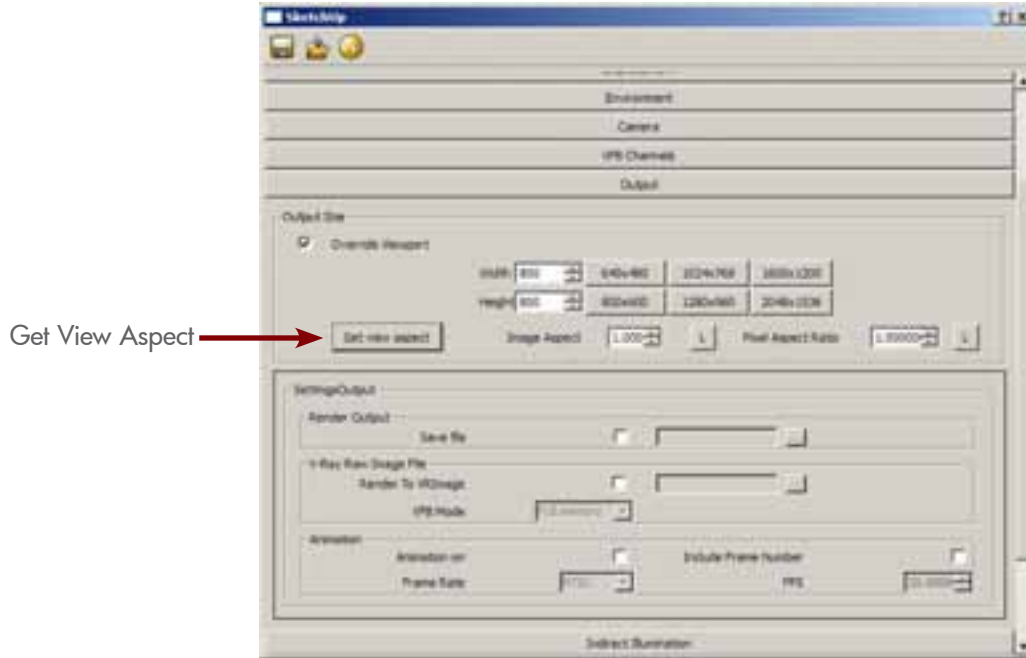 SketchUp
Environment
Camera
VFB Channels
Output
Output Size
Override Viewport
Width 800 640x480 1024x768 1600x1200
Height 800 800x600 1280x960 2048x1536
Get View Aspect
Get view aspect Image Aspect 1.000 L Pixel Aspect Ratio 1.00000 L
SettingsOutput
Render Output
Save file
V-Ray Raw Image File
Render To VRImage
VFB Mode
Animation
Animation on Include Frame Number
Frame Rate NTSC FPS
Indirect Illumination